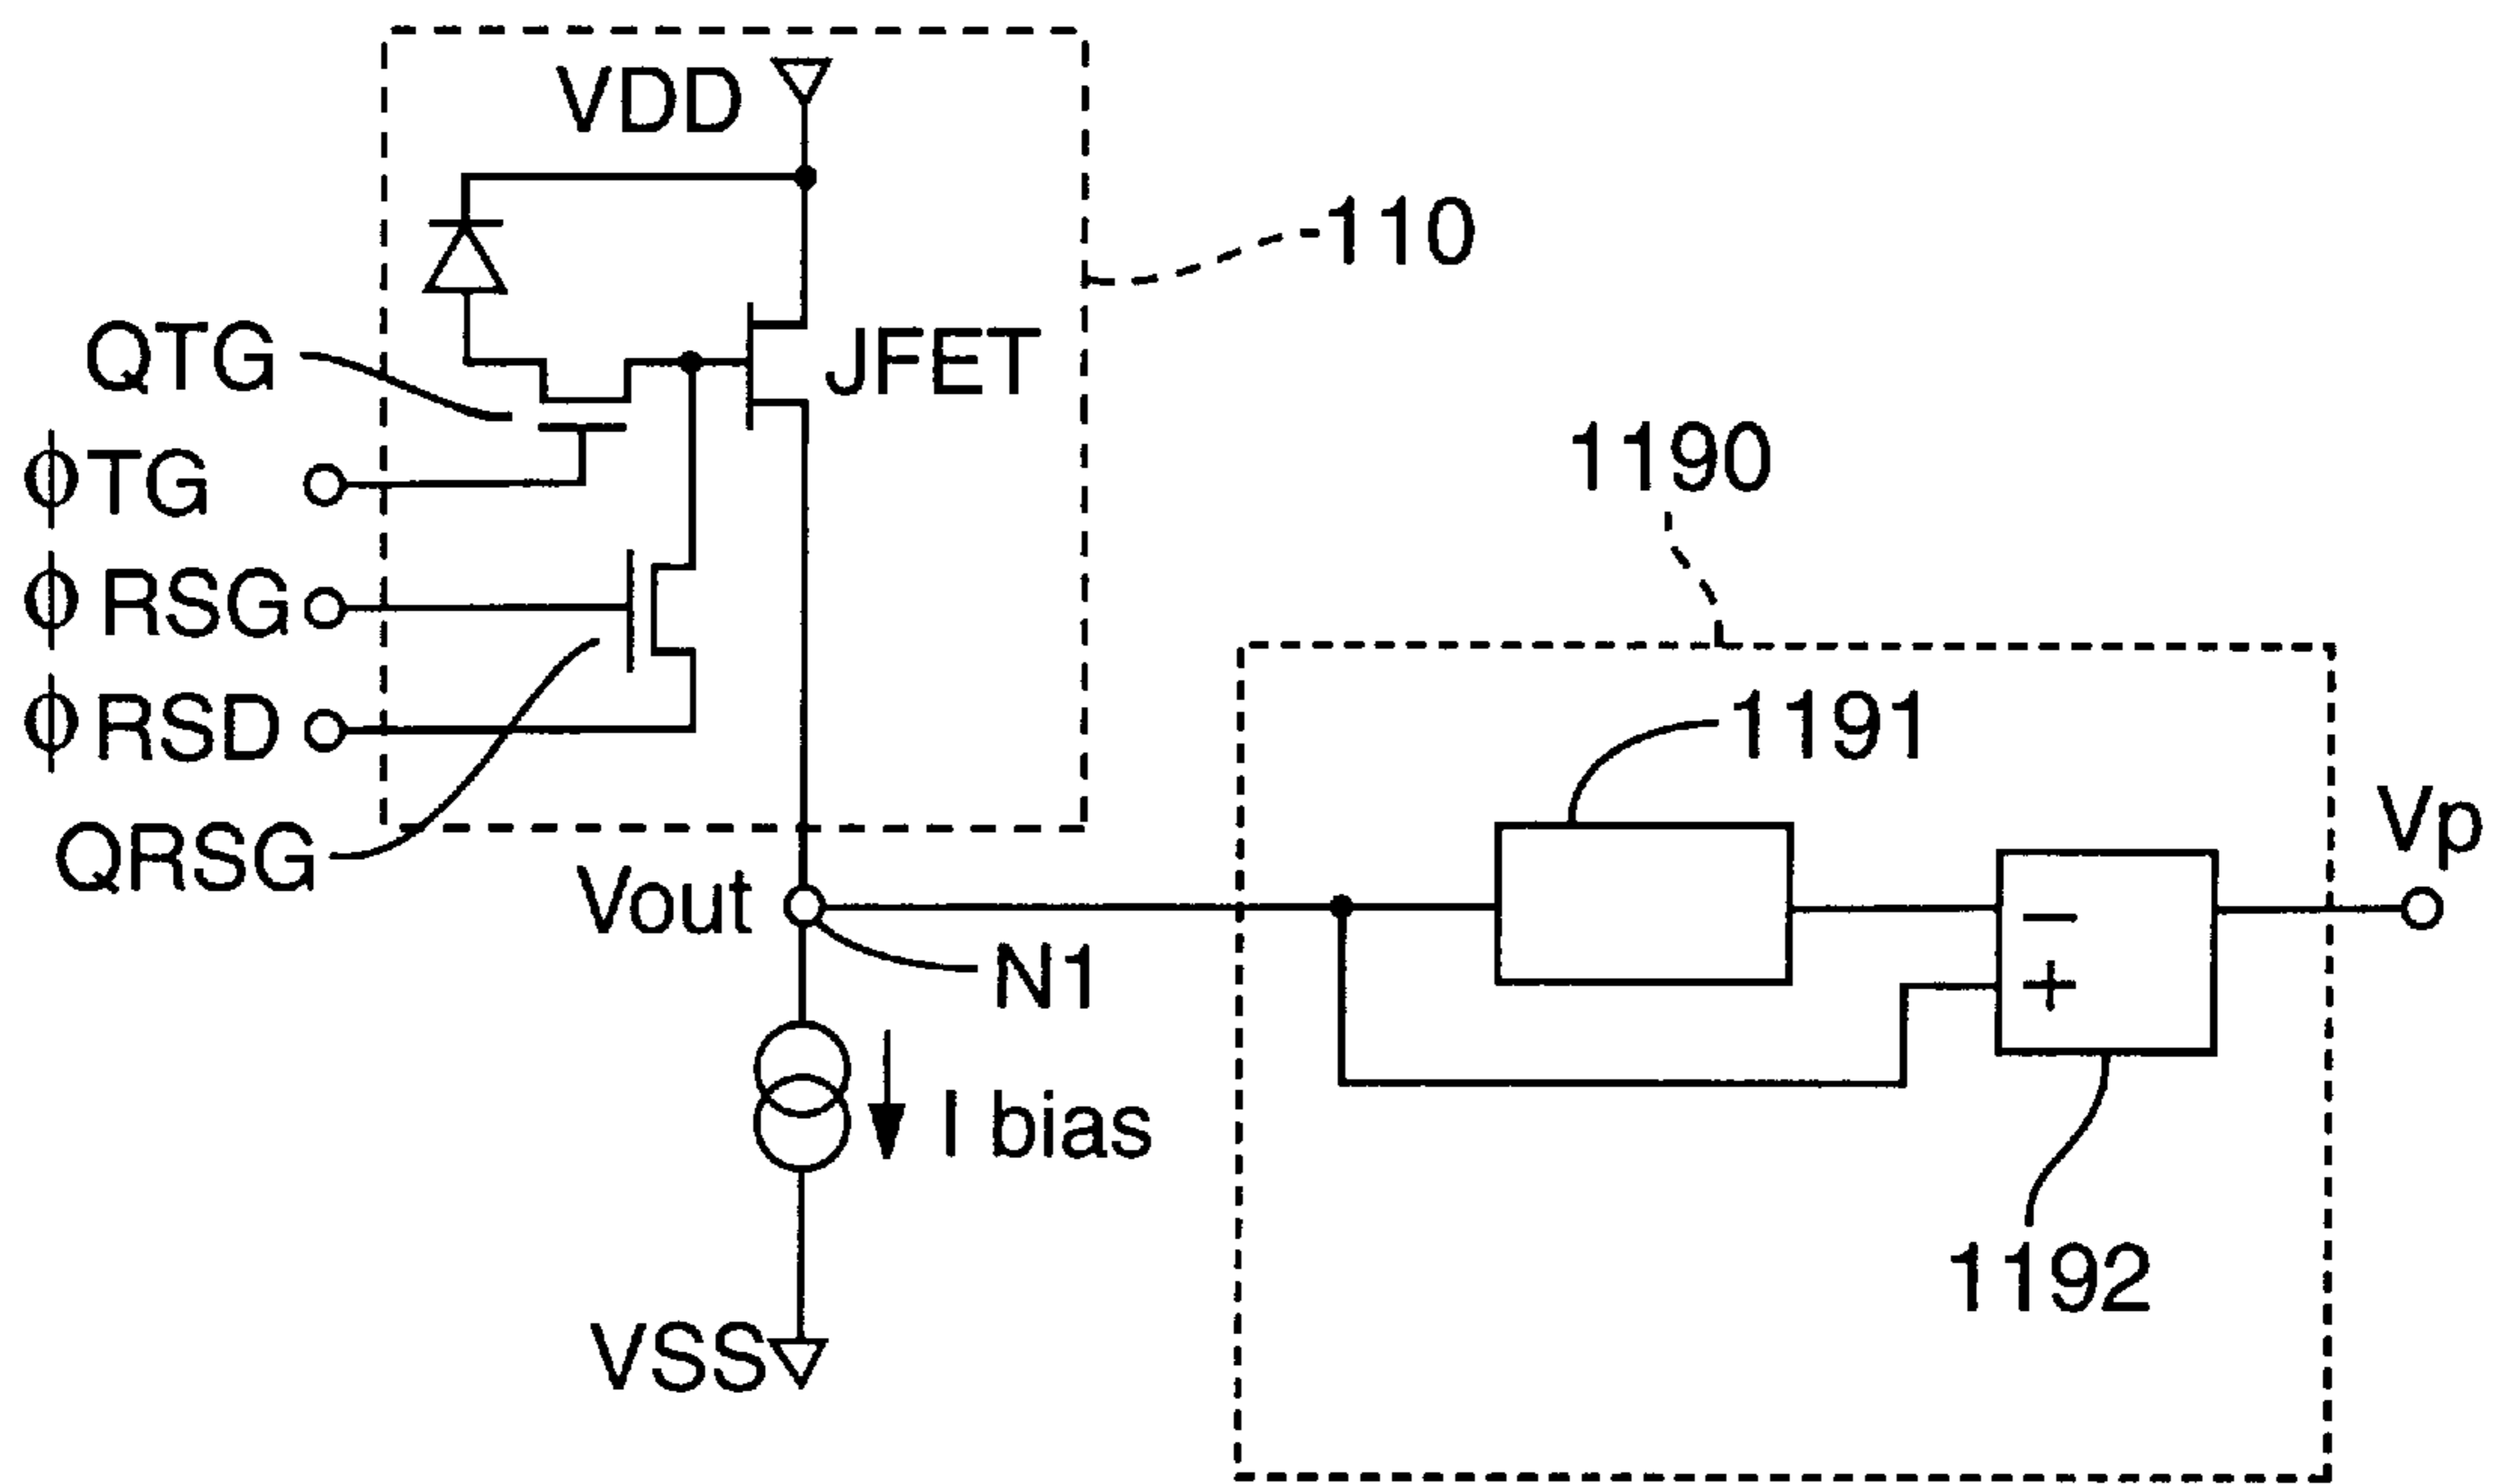 VDD
110
QTG
JFET
ϕTG
1190
ϕRSG
1191
ϕRSD
Vp
QRSG
Vout
N1
−
+
I bias
1192
VSS